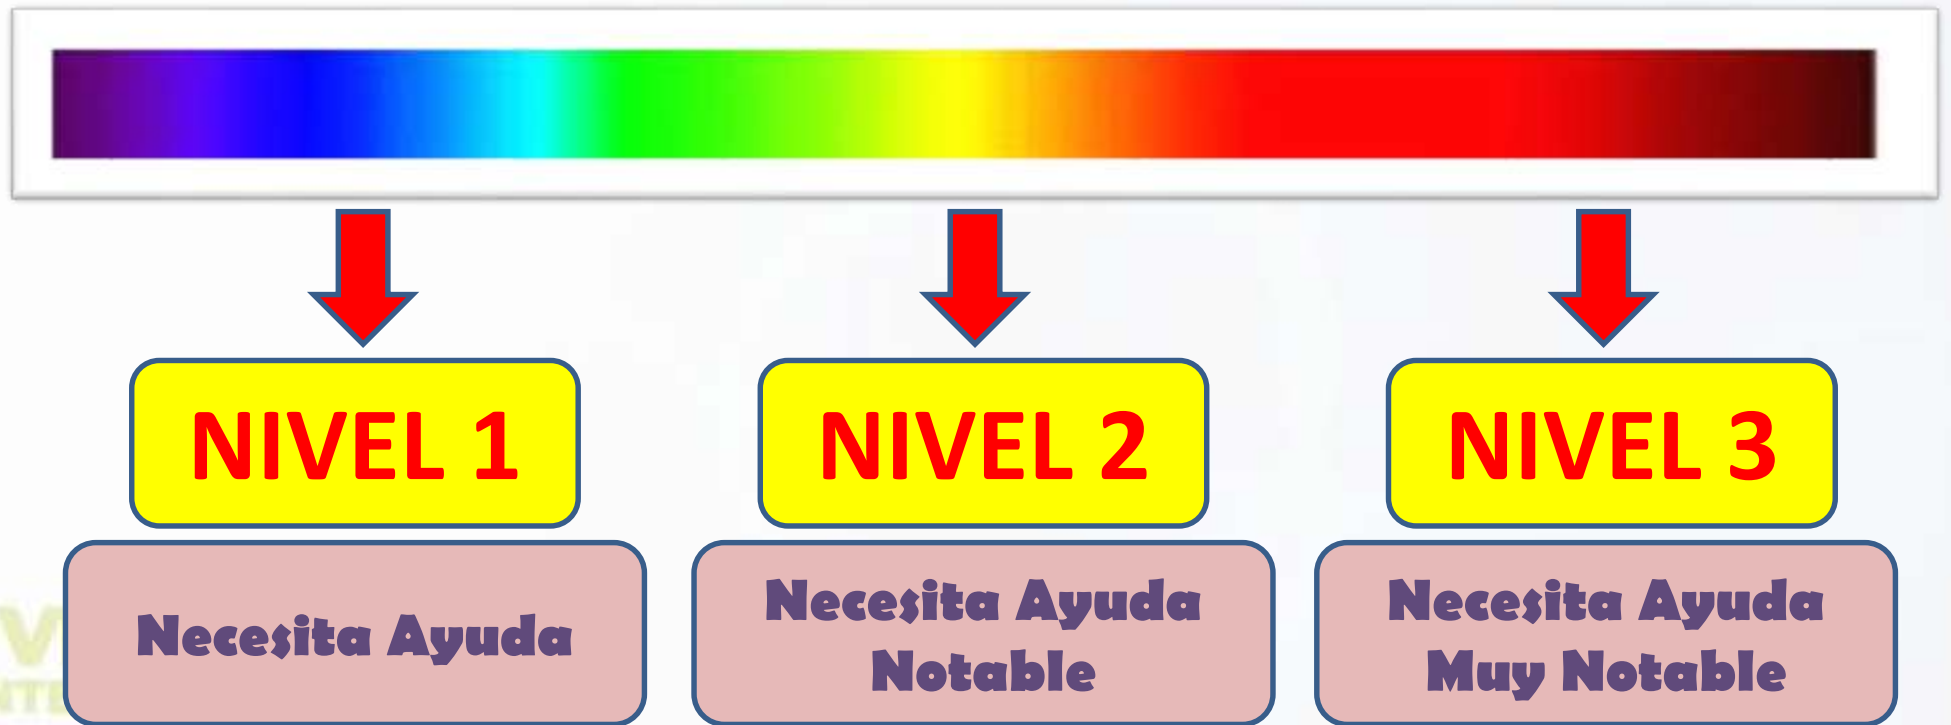 NIVEL 1
NIVEL 2
NIVEL 3
Necesita Ayuda
Necesita Ayuda
Notable
Necesita Ayuda
Muy Notable